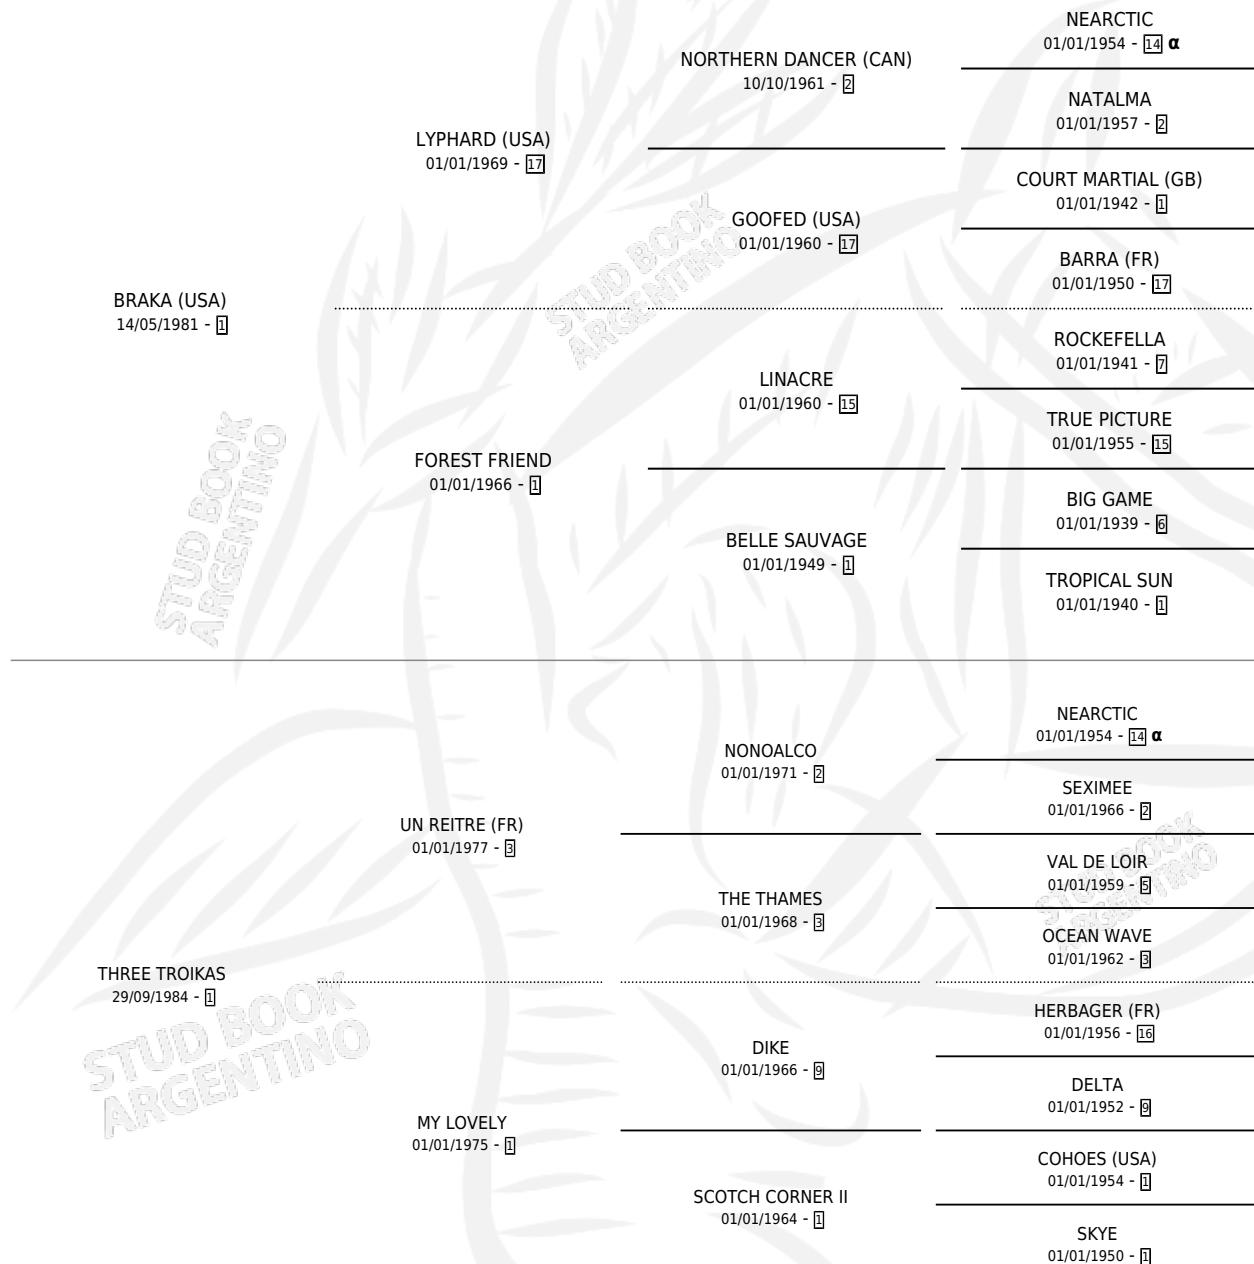 NEARCTIC
01/01/1954 - 14 α
NORTHERN DANCER (CAN)
10/10/1961 - 2
NATALMA
01/01/1957 - 2
LYPHARD (USA)
01/01/1969 - 17
COURT MARTIAL (GB)
01/01/1942 - 1
GOOFED (USA)
01/01/1960 - 17
BARRA (FR)
01/01/1950 - 17
BRAKA (USA)
14/05/1981 - 1
ROCKEFELLA
01/01/1941 - 7
LINACRE
01/01/1960 - 15
TRUE PICTURE
01/01/1955 - 15
FOREST FRIEND
01/01/1966 - 1
BIG GAME
01/01/1939 - 6
BELLE SAUVAGE
01/01/1949 - 1
TROPICAL SUN
01/01/1940 - 1
STUD BOOK
ARGENTINO
STUD BOOK
ARGENTINO
NEARCTIC
01/01/1954 - 14 α
NONOALCO
01/01/1971 - 2
SEXIMEE
01/01/1966 - 2
UN REITRE (FR)
01/01/1977 - 3
VAL DE LOIR
01/01/1959 - 5
THE THAMES
01/01/1968 - 3
OCEAN WAVE
01/01/1962 - 3
STUD BOOK
ARGENTINO
THREE TROIKAS
29/09/1984 - 1
HERBAGER (FR)
01/01/1956 - 16
DIKE
01/01/1966 - 9
DELTA
01/01/1952 - 9
MY LOVELY
01/01/1975 - 1
COHOES (USA)
01/01/1954 - 1
SCOTCH CORNER II
01/01/1964 - 1
SKYE
01/01/1950 - 1
STUD BOOK
ARGENTINO